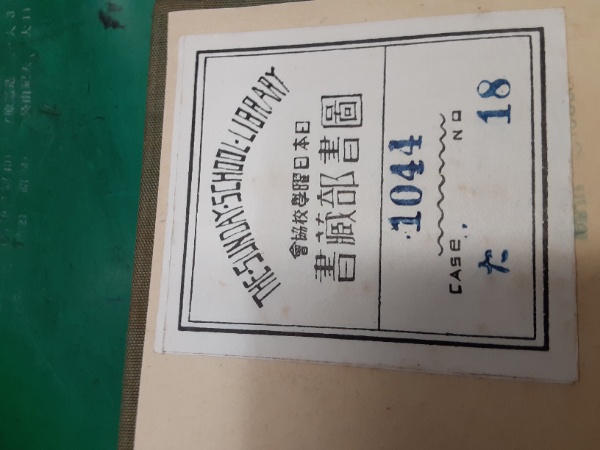 THE·SUNDAY·SCHOOL·LIBRARY
日本日曜學校協會
圖書部藏書
1044
CASE. NO
た 18